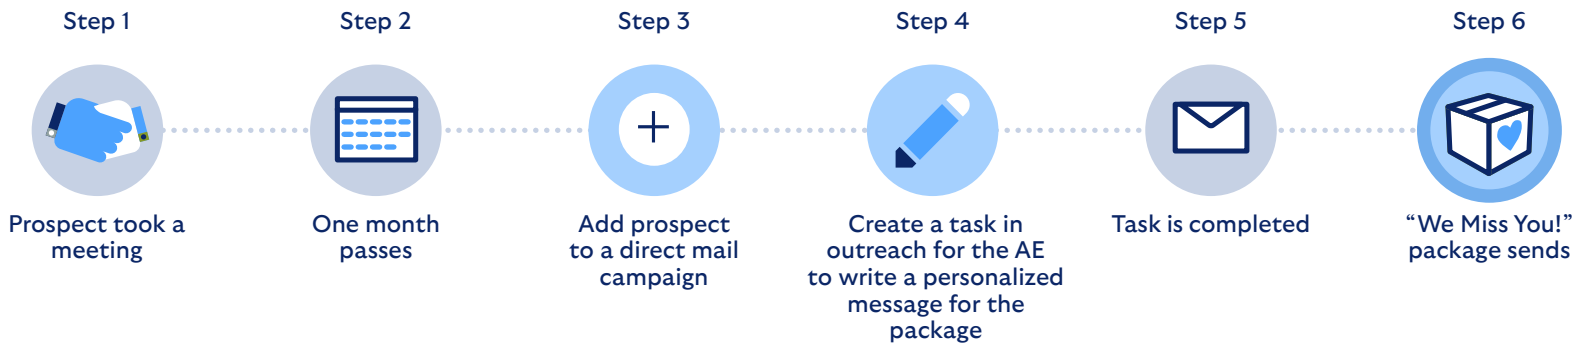 Step 1
Step 2
Step 3
Step 4
Step 5
Step 6
Prospect took a
meeting
One month
passes
Add prospect
to a direct mail
campaign
Create a task in
outreach for the AE
to write a personalized
message for the
package
Task is completed
“We Miss You!”
package sends